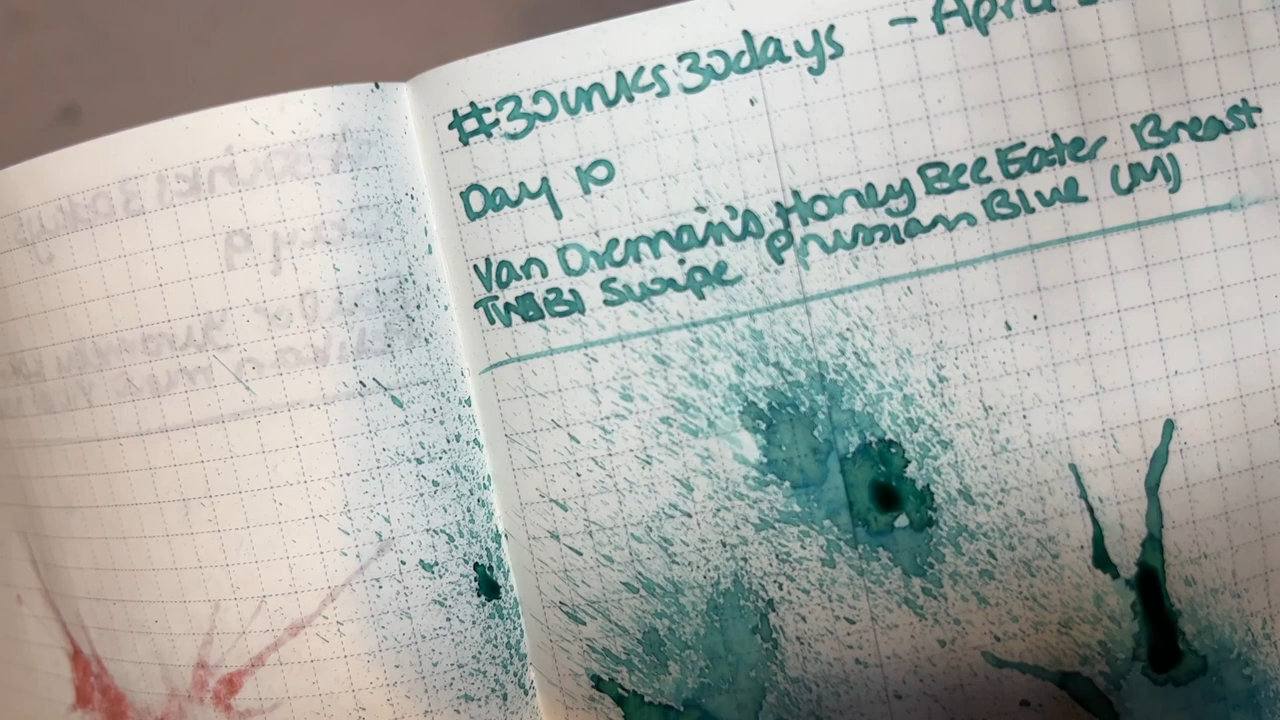 #30inks30days - April
Day 10
Van Dieman's Honey Bee Eater Breast
TWSBI Swipe Prussian Blue (M)